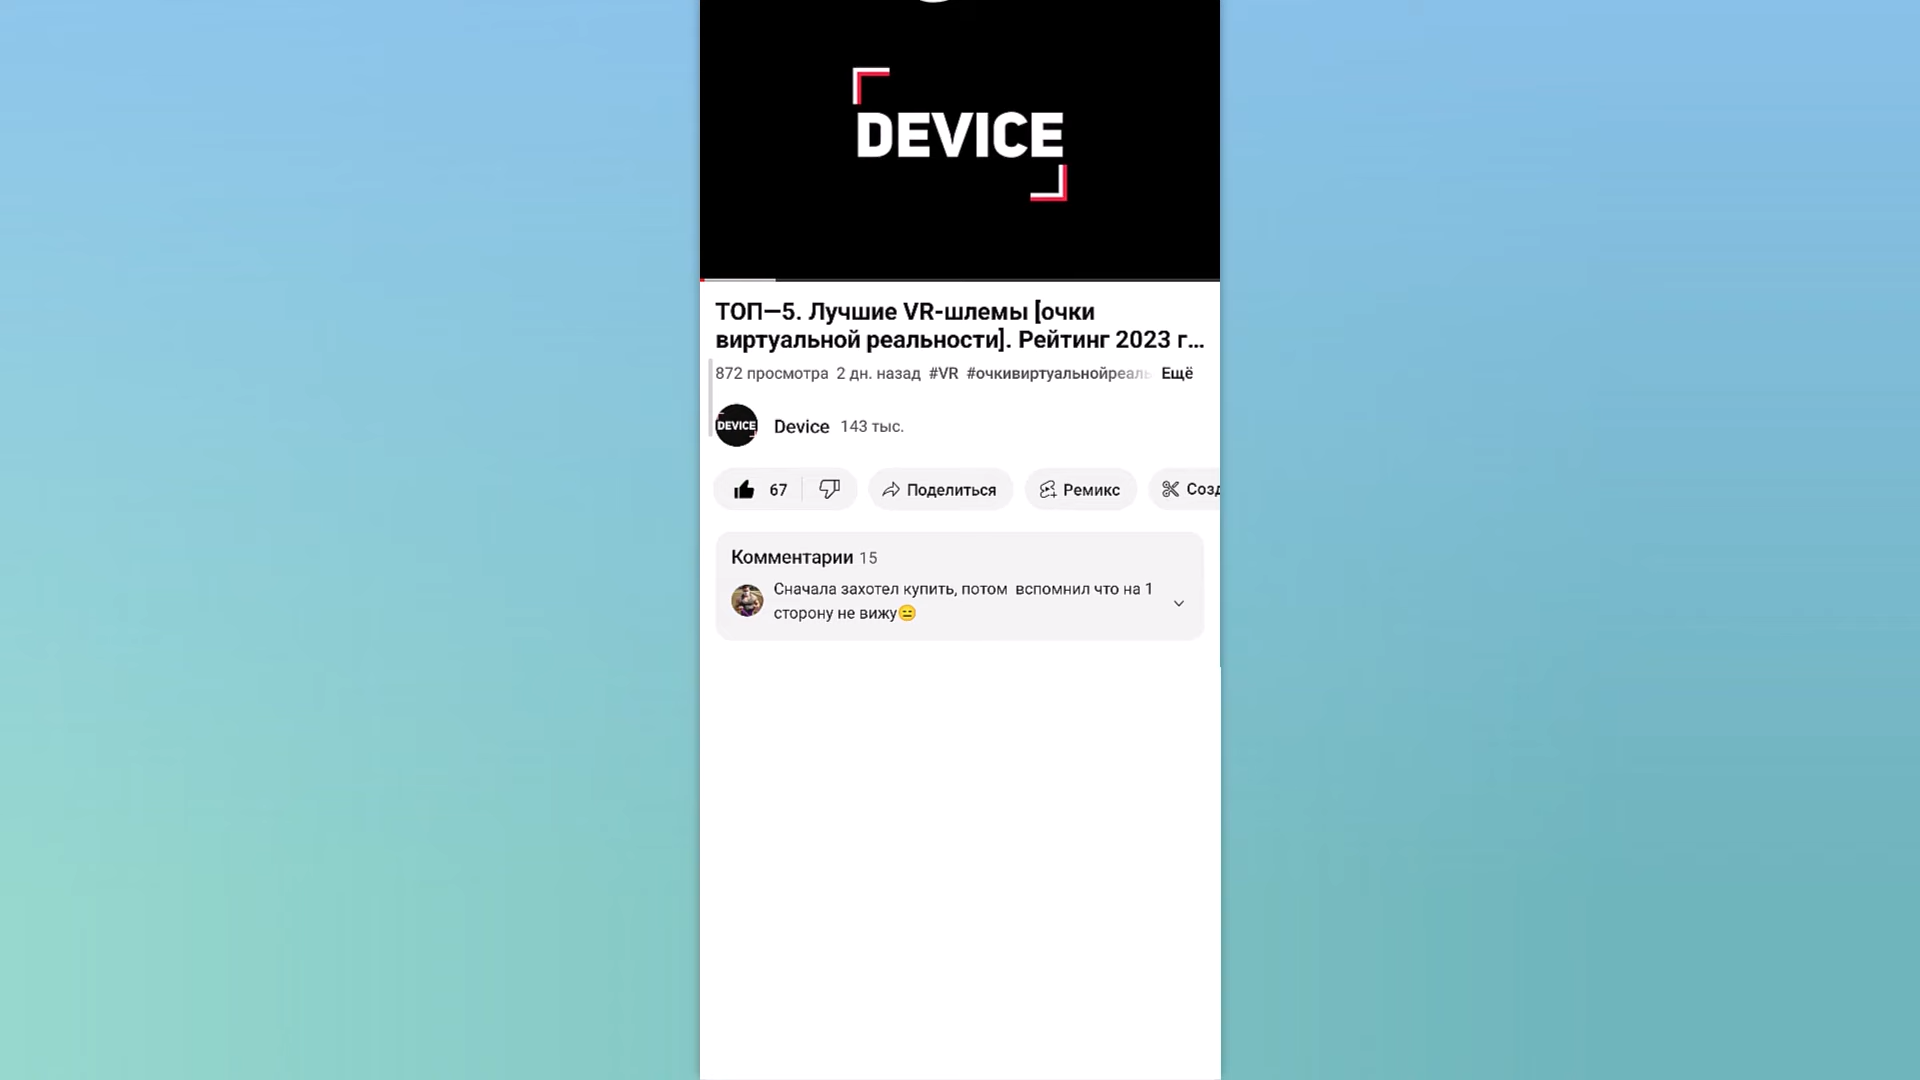 DEVICE
ТОП—5. Лучшие VR-шлемы [очки
виртуальной реальности]. Рейтинг 2023 г...
872 просмотра 2 дн. назад #VR #очкивиртуальнойреаль Ещё
DEVICE Device 143 тыс.
67 Поделиться Ремикс Созд
Комментарии 15
Сначала захотел купить, потом вспомнил что на 1
сторону не вижу😑